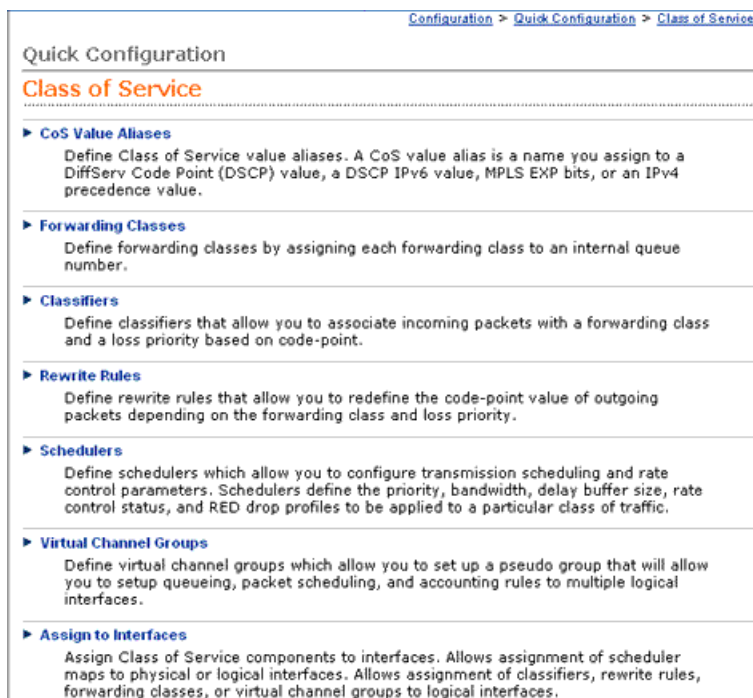 Configuration > Quick Configuration > Class of Service
Quick Configuration
Class of Service
CoS Value Aliases
Define Class of Service value aliases. A CoS value alias is a name you assign to a
DiffServ Code Point (DSCP) value, a DSCP IPv6 value, MPLS EXP bits, or an IPv4
precedence value.
Forwarding Classes
Define forwarding classes by assigning each forwarding class to an internal queue
number.
Classifiers
Define classifiers that allow you to associate incoming packets with a forwarding class
and a loss priority based on code-point.
Rewrite Rules
Define rewrite rules that allow you to redefine the code-point value of outgoing
packets depending on the forwarding class and loss priority.
Schedulers
Define schedulers which allow you to configure transmission scheduling and rate
control parameters. Schedulers define the priority, bandwidth, delay buffer size, rate
control status, and RED drop profiles to be applied to a particular class of traffic.
Virtual Channel Groups
Define virtual channel groups which allow you to set up a pseudo group that will allow
you to setup queueing, packet scheduling, and accounting rules to multiple logical
interfaces.
Assign to Interfaces
Assign Class of Service components to interfaces. Allows assignment of scheduler
maps to physical or logical interfaces. Allows assignment of classifiers, rewrite rules,
forwarding classes, or virtual channel groups to logical interfaces.